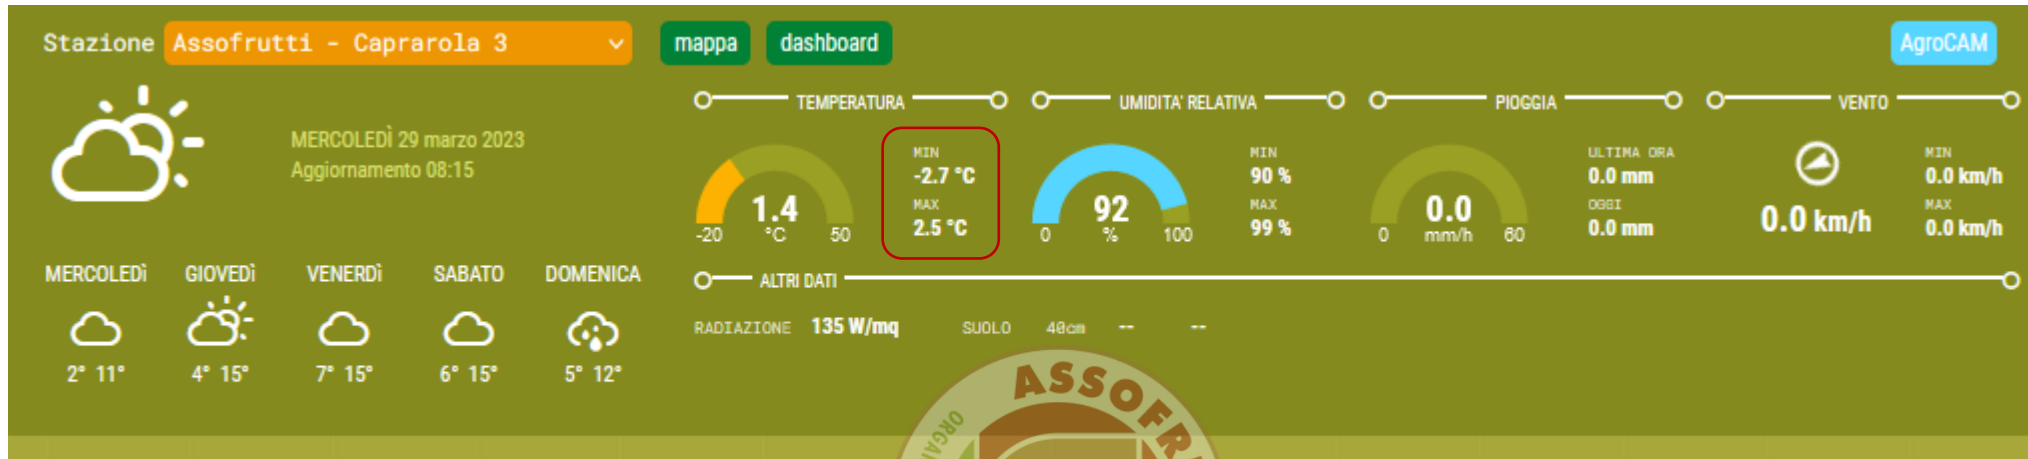 Stazione Assofrutti - Caprarola 3 mappa dashboard AgroCAM
MERCOLEDÌ 29 marzo 2023
Aggiornamento 08:15
TEMPERATURA
MIN
-2.7 °C
MAX
2.5 °C
1.4
°C
-20 50
UMIDITA' RELATIVA
MIN
90 %
MAX
99 %
92
%
0 100
PIOGGIA
ULTIMA ORA
0.0 mm
OGGI
0.0 mm
0.0
mm/h
0 60
VENTO
MIN
0.0 km/h
MAX
0.0 km/h
0.0 km/h
MERCOLEDÌ GIOVEDÌ VENERDÌ SABATO DOMENICA
2° 11° 4° 15° 7° 15° 6° 15° 5° 12°
ALTRI DATI
RADIAZIONE 135 W/mq SUOLO 40cm -- --
ASSOFR
ORGANI